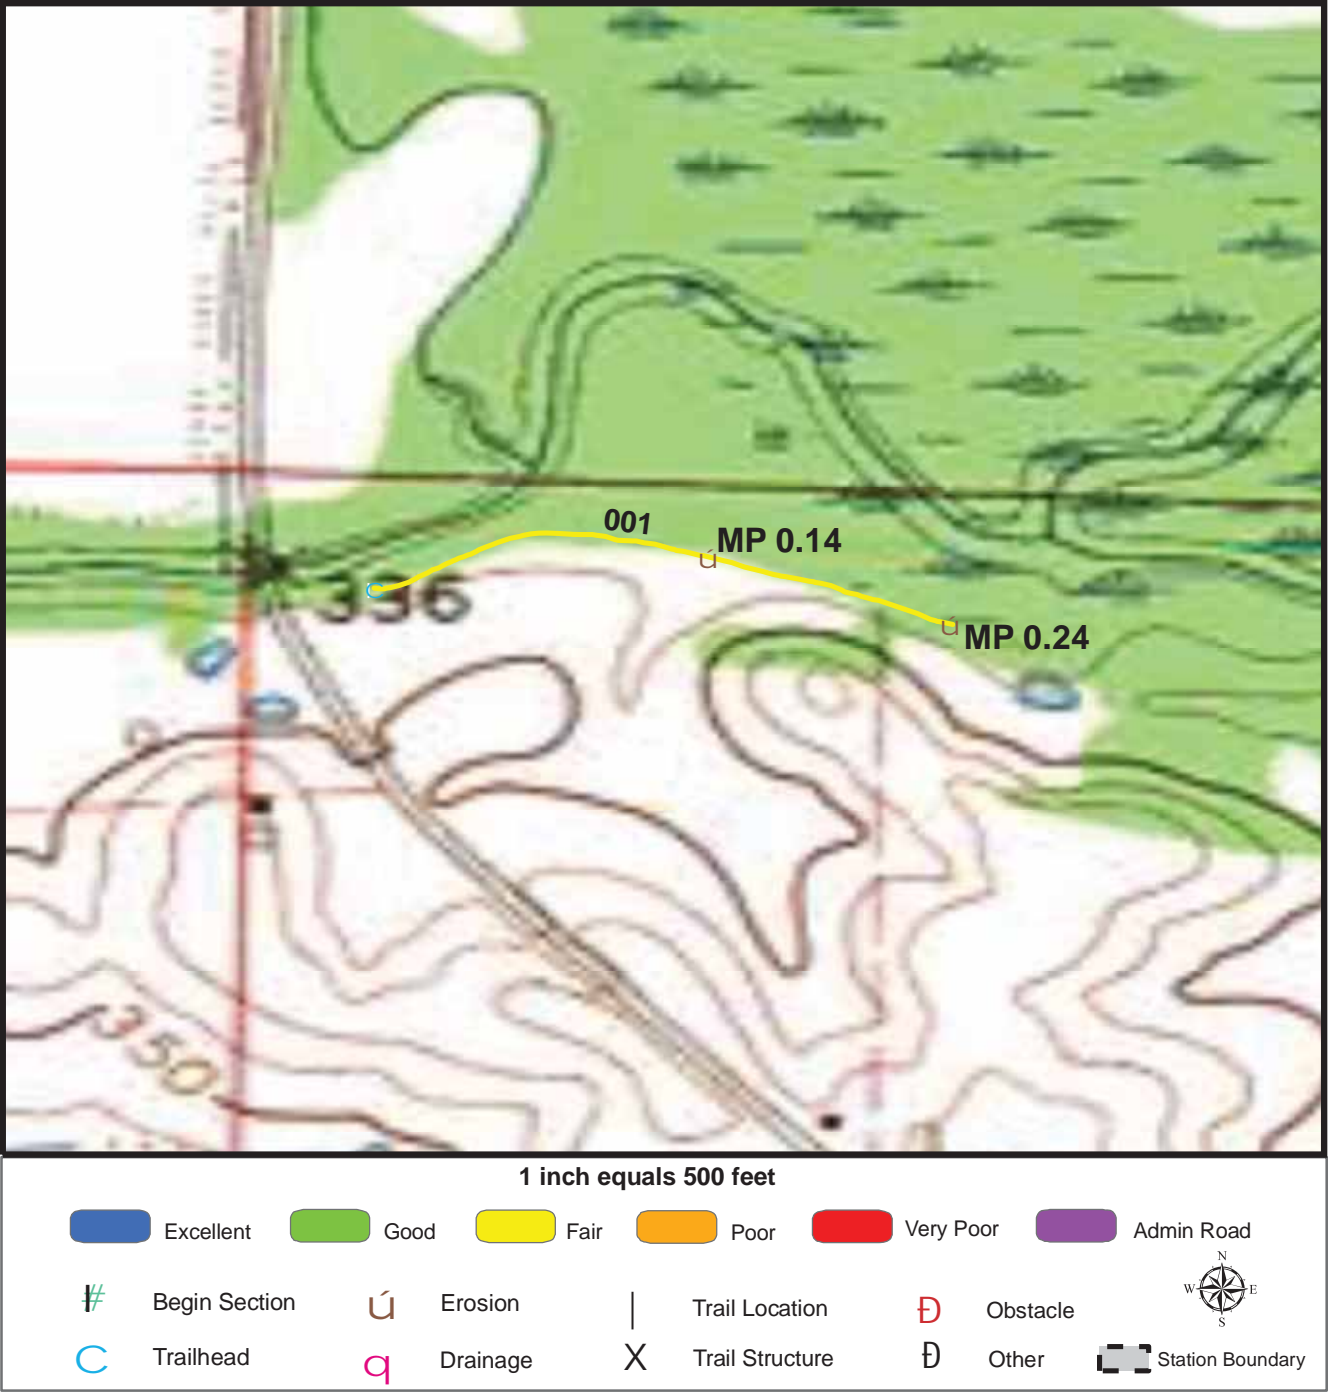 001
MP 0.14
336
MP 0.24
350
1 inch equals 500 feet
Excellent Good Fair Poor Very Poor Admin Road
# Begin Section ú Erosion | Trail Location Ð Obstacle
C Trailhead q Drainage X Trail Structure Ð Other Station Boundary
N
W E
S